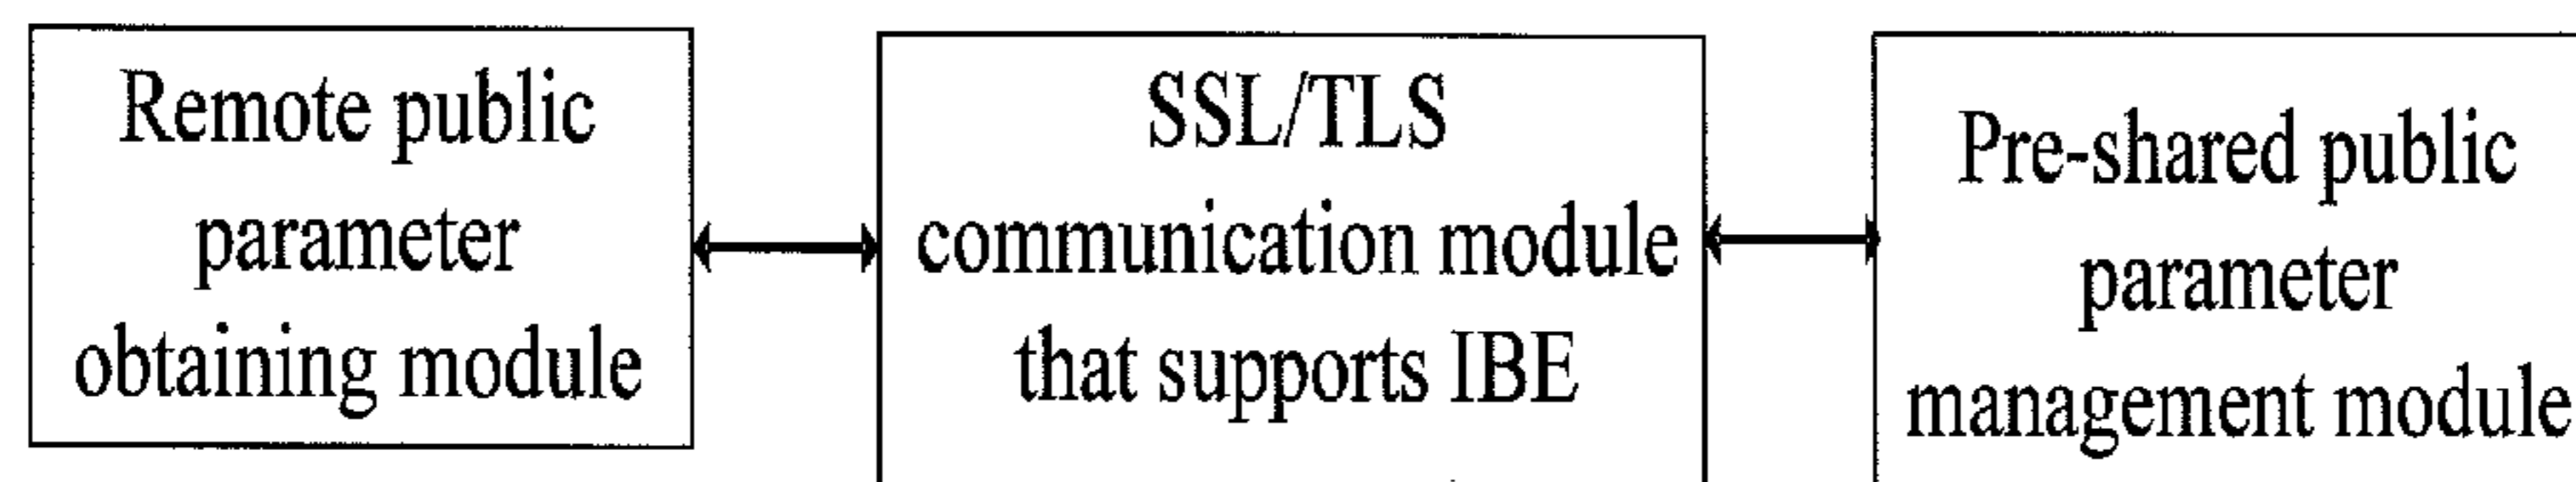 Remote public
parameter
obtaining module
SSL/TLS
communication module
that supports IBE
Pre-shared public
parameter
management module